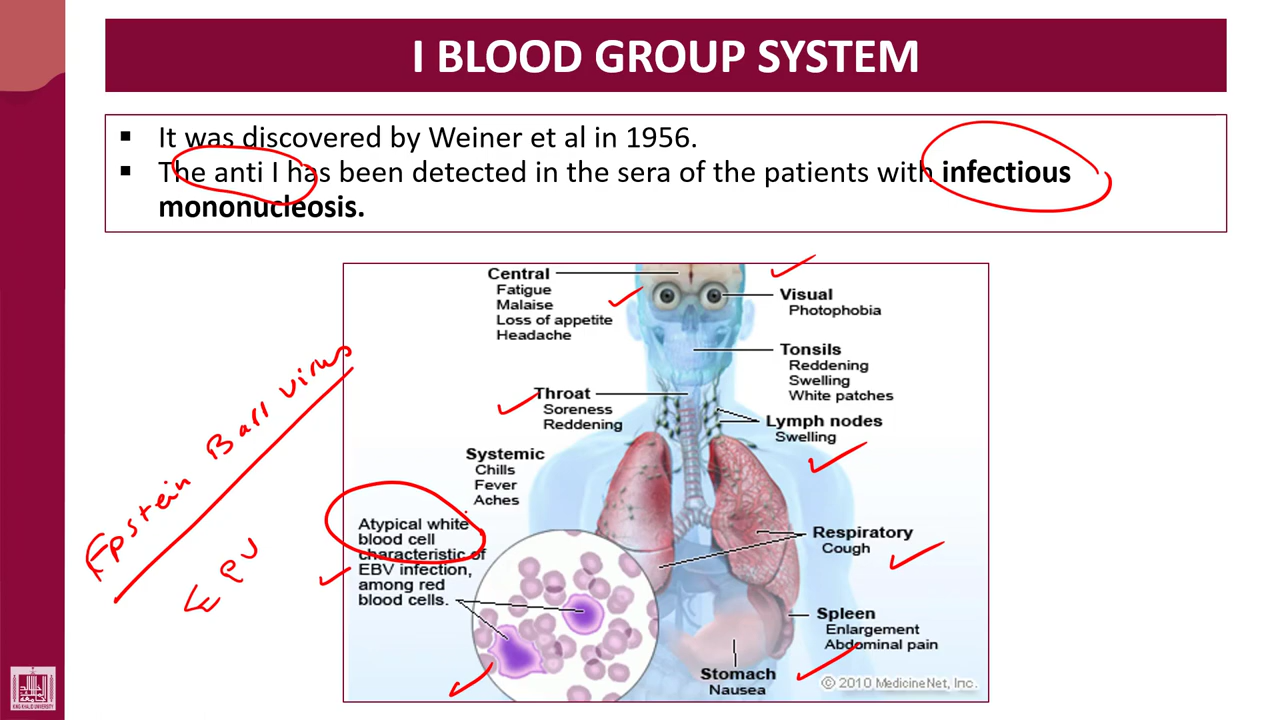 I BLOOD GROUP SYSTEM
▪ It was discovered by Weiner et al in 1956.
▪ The anti I has been detected in the sera of the patients with infectious
mononucleosis.
Central
Fatigue
Malaise
Loss of appetite
Headache
Visual
Photophobia
Tonsils
Reddening
Swelling
White patches
Throat
Soreness
Reddening
Lymph nodes
Swelling
Systemic
Chills
Fever
Aches
Atypical white
blood cell
characteristic of
EBV infection,
among red
blood cells.
Respiratory
Cough
Spleen
Enlargement
Abdominal pain
Stomach
Nausea
© 2010 MedicineNet, Inc.
Epstein Barr virus
KING KHALID UNIVERSITY